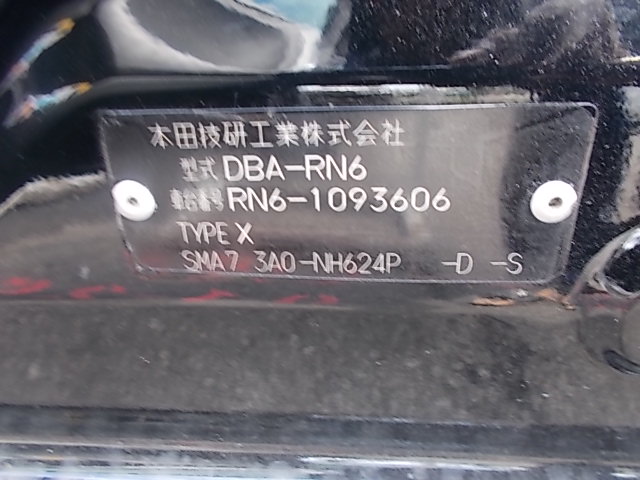 本田技研工業株式会社
型式 DBA-RN6
車台番号 RN6-1093606
TYPE X
SMA7 3A0-NH624P -D -S